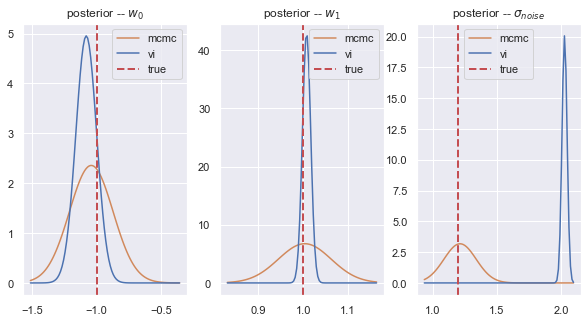 posterior -- w₀
mcmc
vi
true
5
4
3
2
1
0
−1.5
−1.0
−0.5
posterior -- w₁
mcmc
vi
true
40
30
20
10
0
0.9
1.0
1.1
posterior -- σnoise
mcmc
vi
true
20.0
17.5
15.0
12.5
10.0
7.5
5.0
2.5
0.0
1.0
1.5
2.0